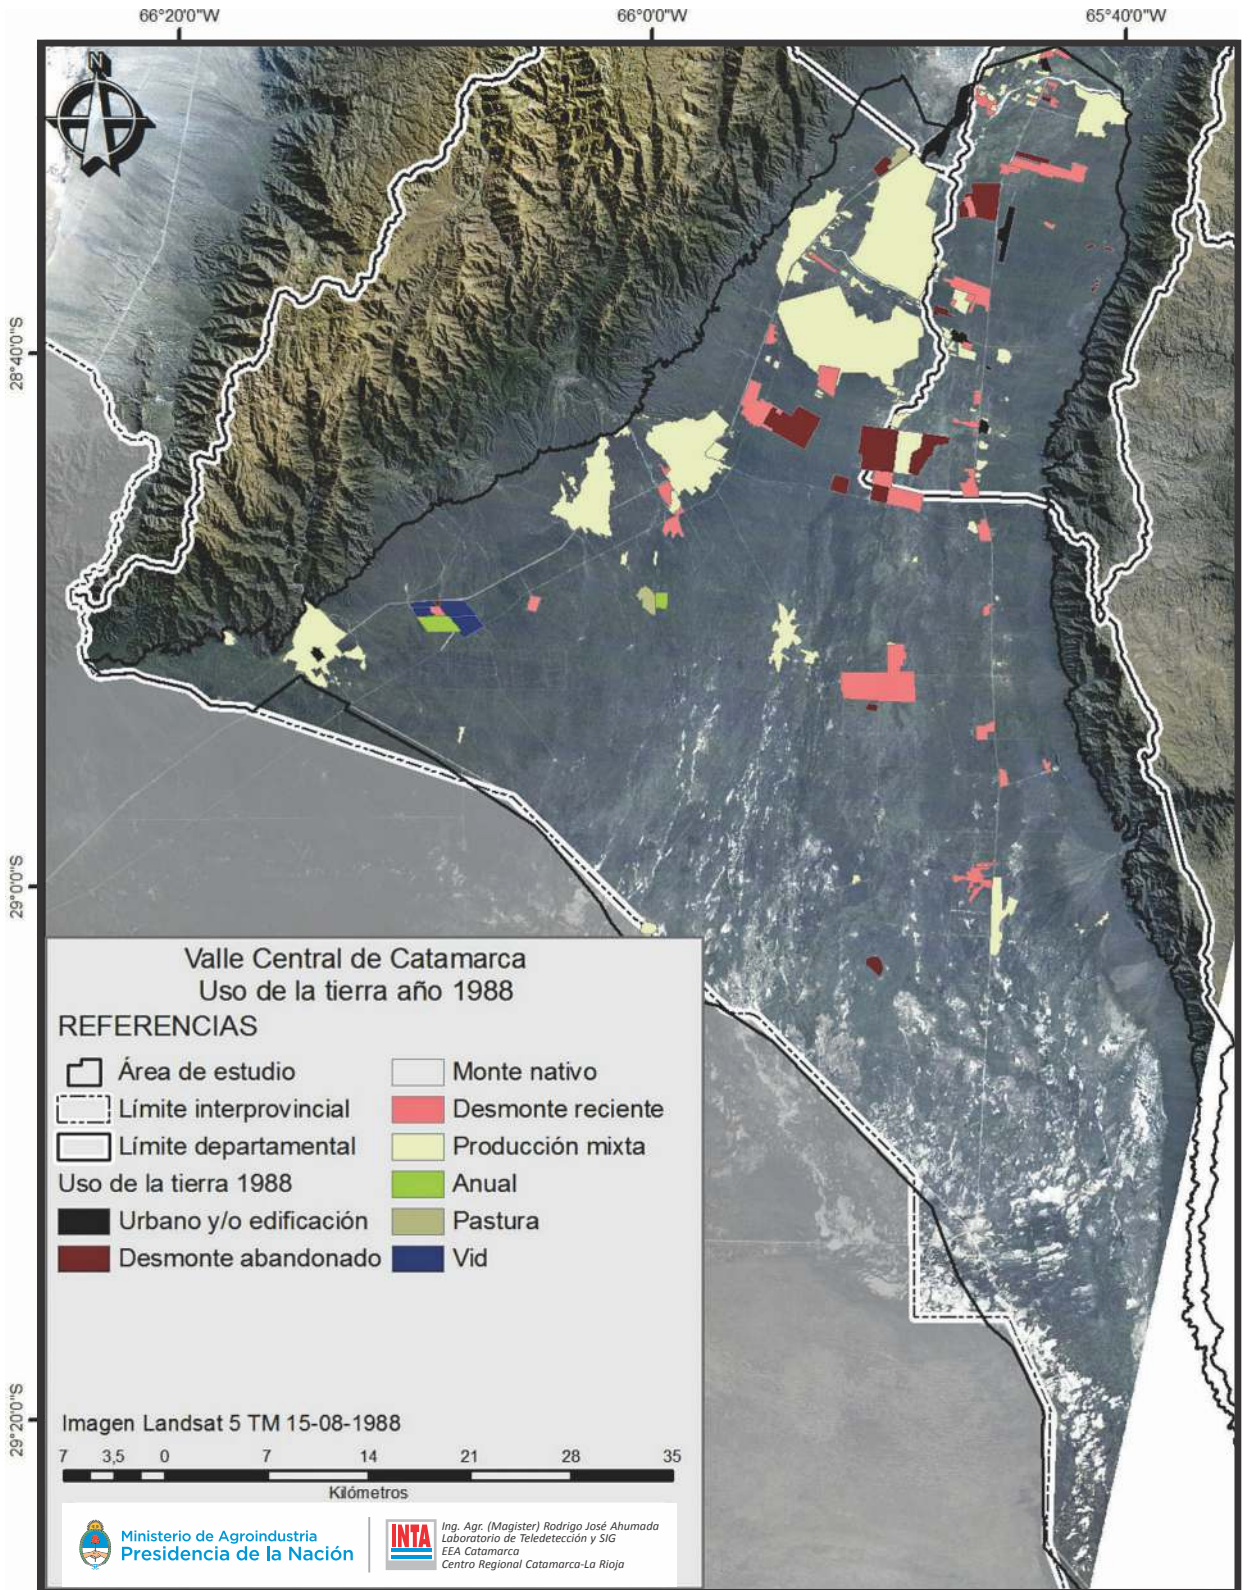 66°20'0"W 66°0'0"W 65°40'0"W
N
28°40'0"S
29°0'0"S
29°20'0"S
Valle Central de Catamarca
Uso de la tierra año 1988
REFERENCIAS
Área de estudio
Límite interprovincial
Límite departamental
Uso de la tierra 1988
Urbano y/o edificación
Desmonte abandonado
Monte nativo
Desmonte reciente
Producción mixta
Anual
Pastura
Vid
Imagen Landsat 5 TM 15-08-1988
7 3,5 0 7 14 21 28 35
Kilómetros
Ministerio de Agroindustria
Presidencia de la Nación
INTA
Ing. Agr. (Magister) Rodrigo José Ahumada
Laboratorio de Teledetección y SIG
EEA Catamarca
Centro Regional Catamarca-La Rioja